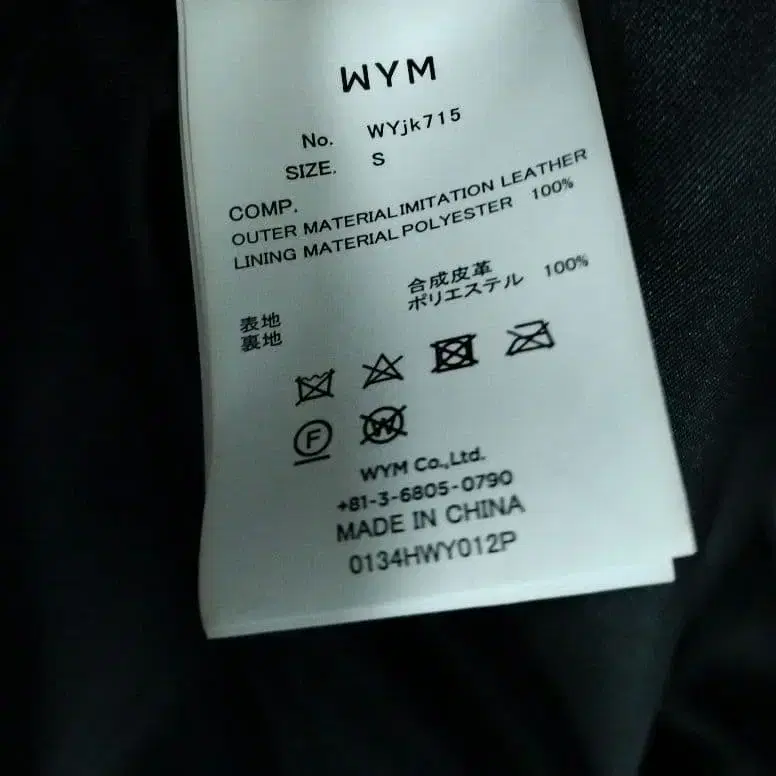 WYM
No. WYjk715
SIZE. S
COMP.
OUTER MATERIAL IMITATION LEATHER
LINING MATERIAL POLYESTER 100%
表地 合成皮革
裏地 ポリエステル 100%
F W
WYM Co.,Ltd.
+81-3-6805-0790
MADE IN CHINA
0134HWY012P